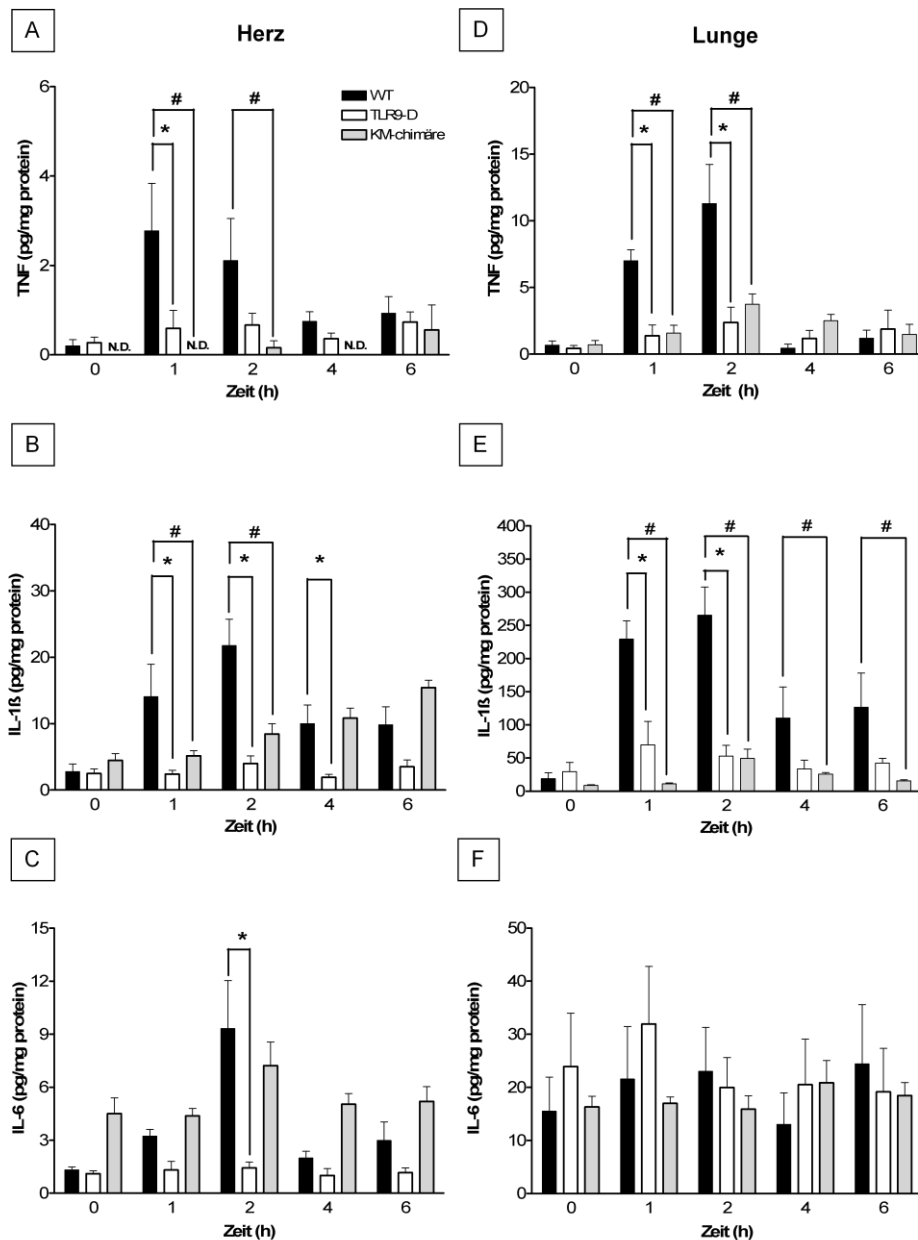 A
Herz
TNF (pg/mg protein)
6
4
2
0
WT
TLR9-D
KM-chimäre
#
*
#
N.D.
N.D.
N.D.
0 1 2 4 6
Zeit (h)
D
Lunge
TNF (pg/mg protein)
20
15
10
5
0
#
*
#
*
0 1 2 4 6
Zeit (h)
B
IL-1ß (pg/mg protein)
40
30
20
10
0
#
*
#
*
*
0 1 2 4 6
Zeit (h)
E
IL-1ß (pg/mg protein)
400
350
300
250
200
150
100
50
0
#
*
#
*
#
#
0 1 2 4 6
Zeit (h)
C
IL-6 (pg/mg protein)
15
12
9
6
3
0
*
0 1 2 4 6
Zeit (h)
F
IL-6 (pg/mg protein)
50
40
30
20
10
0
0 1 2 4 6
Zeit (h)